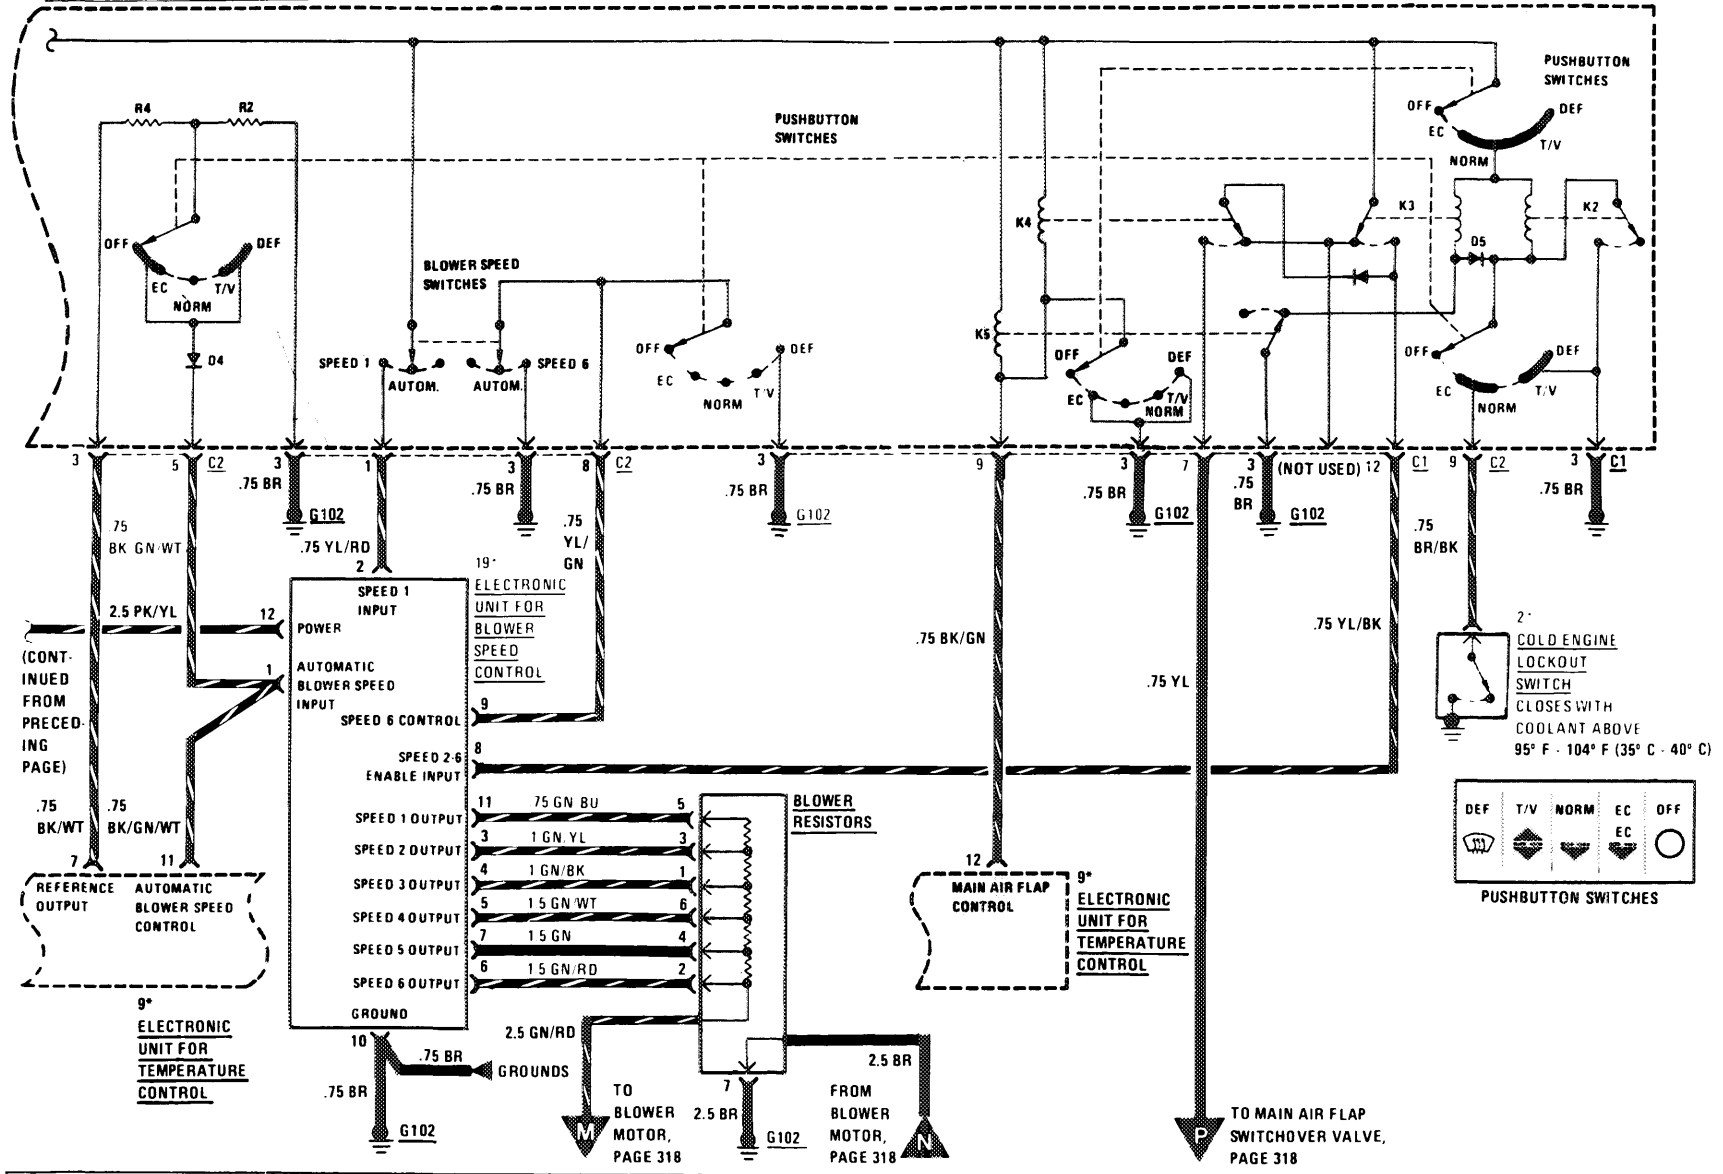 PUSHBUTTON
SWITCHES
R4
R2
PUSHBUTTON
SWITCHES
OFF
DEF
EC
T/V
NORM
K4
K3
K2
OFF
DEF
EC
T/V
NORM
BLOWER SPEED
SWITCHES
D5
D4
SPEED 1
AUTOM.
AUTOM.
SPEED 6
OFF
DEF
EC
T/V
NORM
K5
OFF
DEF
EC
T/V
NORM
OFF
DEF
EC
T/V
NORM
3
5
C2
3
1
3
8
C2
3
9
3
7
3
(NOT USED)
12
C1
9
C2
3
C1
.75 BR
.75 BR
.75 BR
.75 BR
.75
BR
.75 BR
G102
G102
G102
G102
.75
BK GN/WT
.75 YL/RD
.75
YL/
GN
.75
BR/BK
2
19*
ELECTRONIC
UNIT FOR
BLOWER
SPEED
CONTROL
SPEED 1
INPUT
2.5 PK/YL
12
POWER
(CONT-
INUED
FROM
PRECED-
ING
PAGE)
1
AUTOMATIC
BLOWER SPEED
INPUT
SPEED 6 CONTROL
9
SPEED 2-6
ENABLE INPUT
8
.75 BK/GN
.75 YL
.75 YL/BK
2*
COLD ENGINE
LOCKOUT
SWITCH
CLOSES WITH
COOLANT ABOVE
95° F - 104° F (35° C - 40° C)
.75
BK/WT
.75
BK/GN/WT
SPEED 1 OUTPUT
11
.75 GN BU
5
SPEED 2 OUTPUT
3
1 GN.YL
3
SPEED 3 OUTPUT
4
1 GN/BK
1
SPEED 4 OUTPUT
5
1 5 GN/WT
6
SPEED 5 OUTPUT
7
1 5 GN
4
SPEED 6 OUTPUT
6
1 5 GN/RD
2
BLOWER
RESISTORS
DEF
T/V
NORM
EC
EC
OFF
PUSHBUTTON SWITCHES
7
11
REFERENCE
OUTPUT
AUTOMATIC
BLOWER SPEED
CONTROL
12
MAIN AIR FLAP
CONTROL
9*
ELECTRONIC
UNIT FOR
TEMPERATURE
CONTROL
9*
ELECTRONIC
UNIT FOR
TEMPERATURE
CONTROL
GROUND
10
.75 BR
GROUNDS
.75 BR
G102
2.5 GN/RD
M
TO
BLOWER
MOTOR,
PAGE 318
7
2.5 BR
G102
2.5 BR
FROM
BLOWER
MOTOR,
PAGE 318
N
P
TO MAIN AIR FLAP
SWITCHOVER VALVE,
PAGE 318